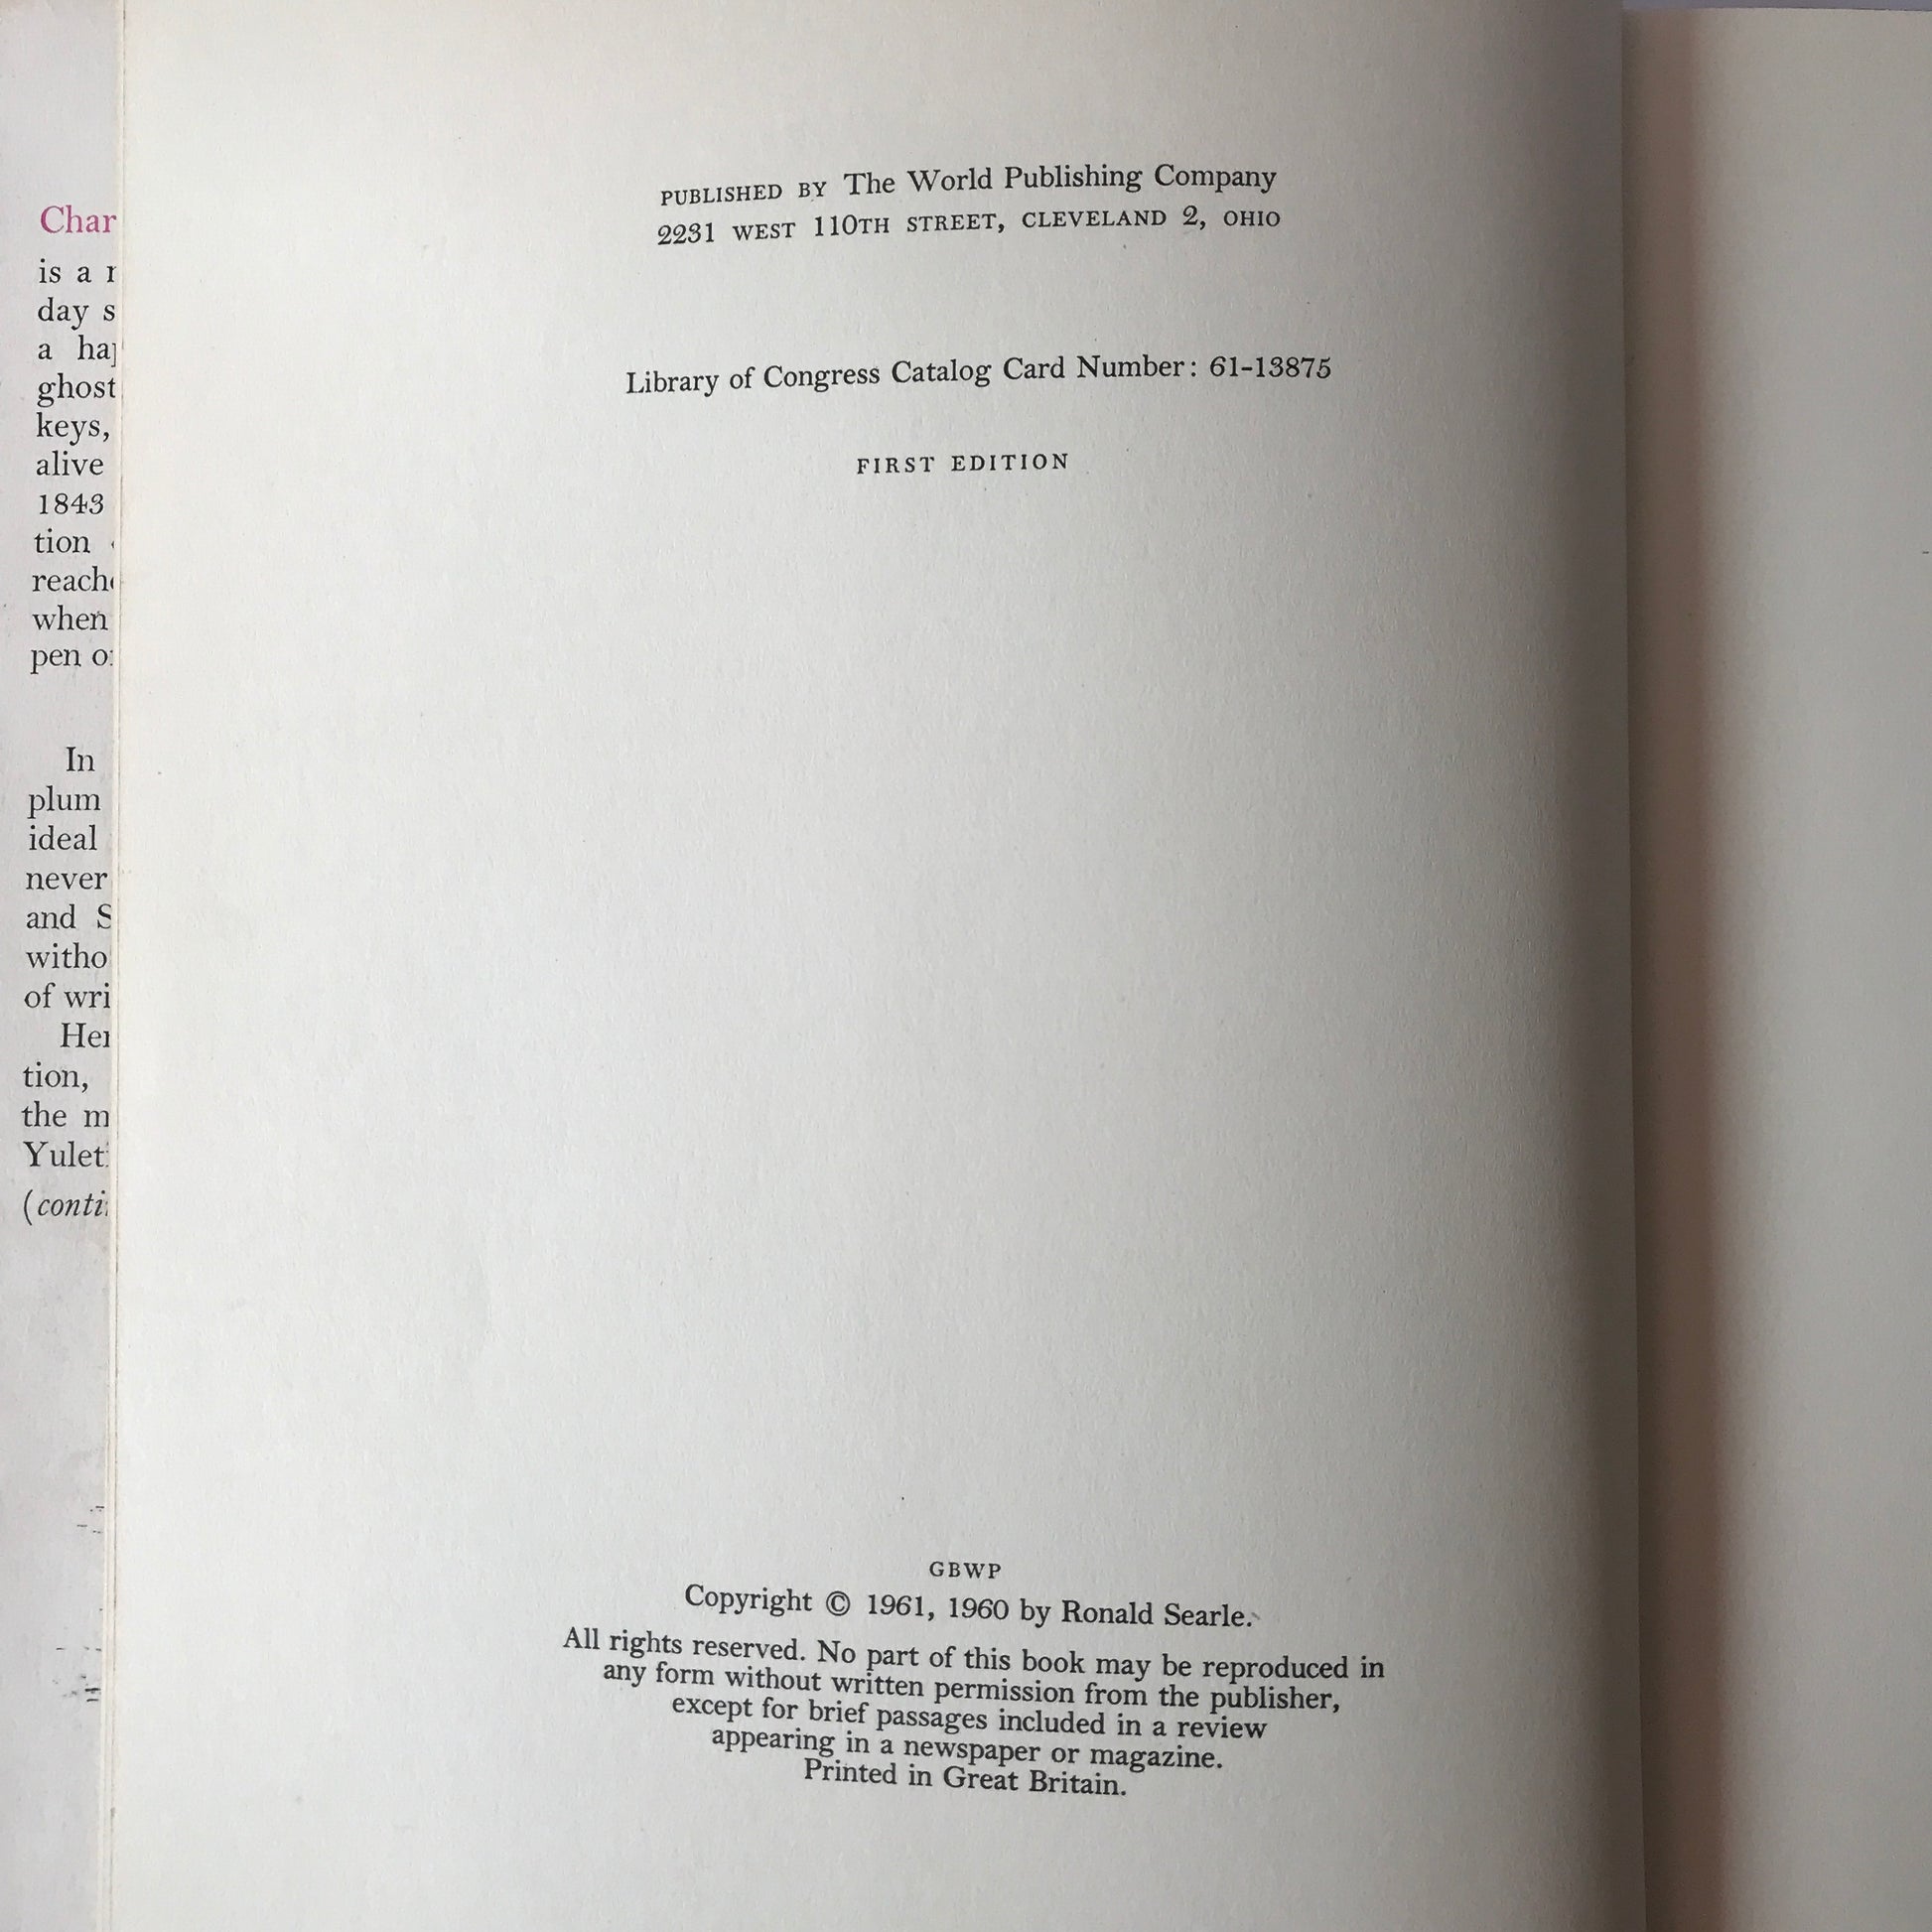 Char
is a
day s
a
ghost
keys,
alive
1843
tion
when
pen
In
plum
ideal
never
and S
of wri
tion,
the m
PUBLISHED BY The World Publishing Company
2231 WEST 110TH STREET, CLEVELAND 2, OHIO
Library of Congress Catalog Card Number: 61-13875
FIRST EDITION
GBWP
Copyright © 1961, 1960 by Ronald Searle.
All rights reserved. No part of this book may be reproduced in
any form without written permission from the publisher,
except for brief passages included in a review
appearing in a newspaper or magazine.
Printed in Great Britain.